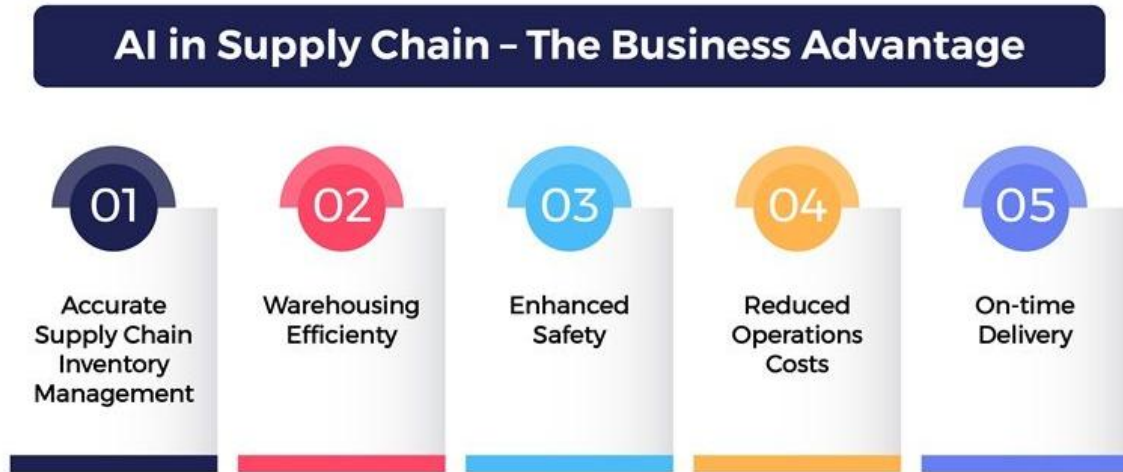 AI in Supply Chain – The Business Advantage
01
Accurate
Supply Chain
Inventory
Management
02
Warehousing
Efficienty
03
Enhanced
Safety
04
Reduced
Operations
Costs
05
On-time
Delivery